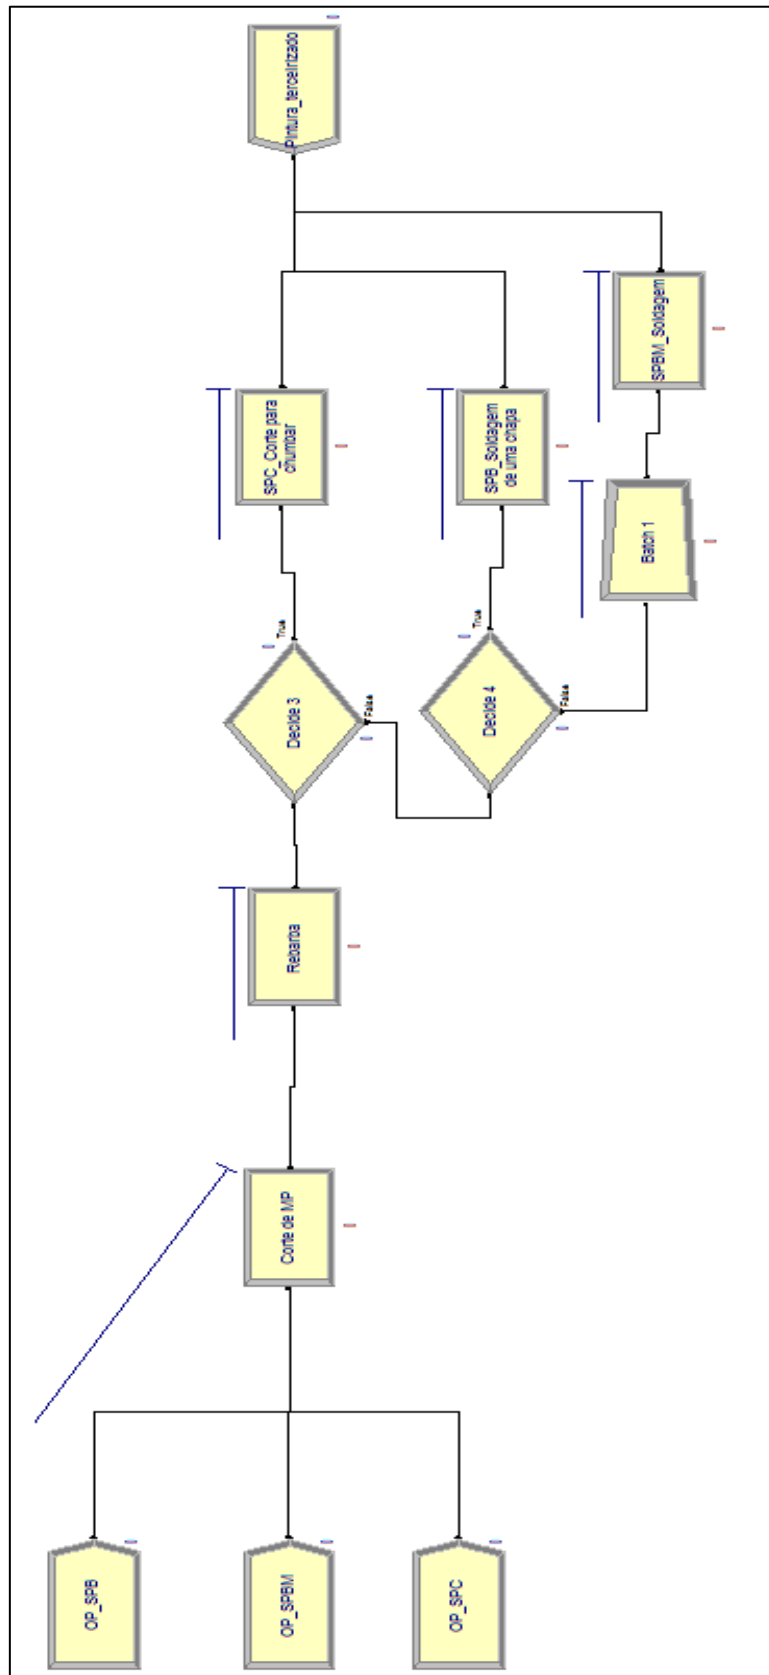 OP_SPB
OP_SPBM
OP_SPC
Corte de MP
Rebarba
Decide 3
True
False
Decide 4
True
False
SPC_Corte para
chumbar
SPB_Soldagem
de uma chapa
Batch 1
SPBM_Soldagem
Pintura_terceirizado